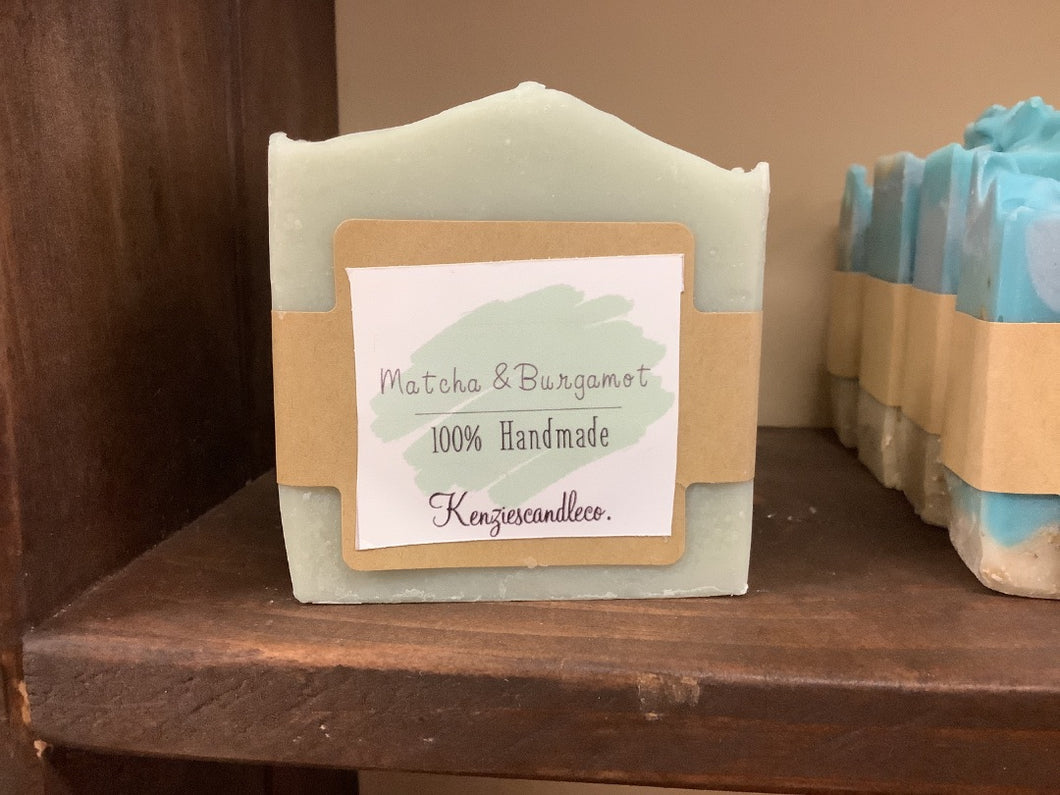 Matcha & Burgamot
100% Handmade
Kenziescandleco.